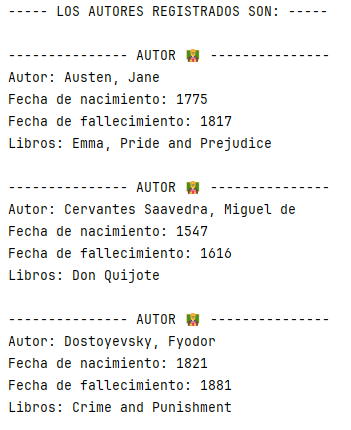 ----- LOS AUTORES REGISTRADOS SON: -----
--------------- AUTOR 👩‍🏫 ---------------
Autor: Austen, Jane
Fecha de nacimiento: 1775
Fecha de fallecimiento: 1817
Libros: Emma, Pride and Prejudice
--------------- AUTOR 👩‍🏫 ---------------
Autor: Cervantes Saavedra, Miguel de
Fecha de nacimiento: 1547
Fecha de fallecimiento: 1616
Libros: Don Quijote
--------------- AUTOR 👩‍🏫 ---------------
Autor: Dostoyevsky, Fyodor
Fecha de nacimiento: 1821
Fecha de fallecimiento: 1881
Libros: Crime and Punishment